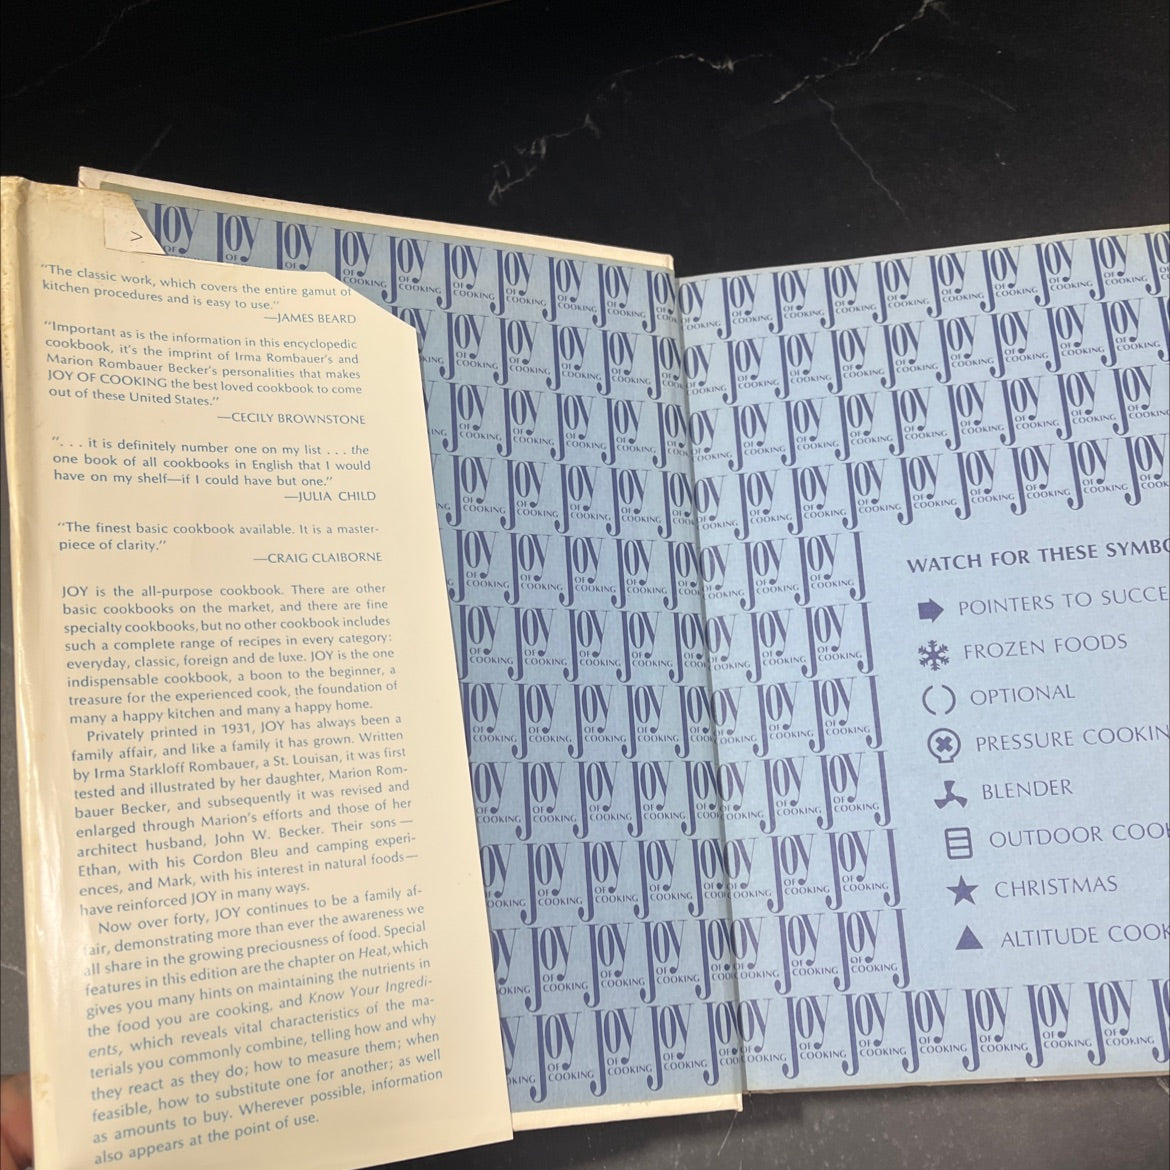 >
"The classic work, which covers the entire gamut of
kitchen procedures and is easy to use."
—JAMES BEARD
"Important as is the information in this encyclopedic
cookbook, it's the imprint of Irma Rombauer's and
Marion Rombauer Becker's personalities that makes
JOY OF COOKING the best loved cookbook to come
out of these United States."
—CECILY BROWNSTONE
". . . it is definitely number one on my list . . . the
one book of all cookbooks in English that I would
have on my shelf—if I could have but one."
—JULIA CHILD
"The finest basic cookbook available. It is a master-
piece of clarity."
—CRAIG CLAIBORNE
JOY is the all-purpose cookbook. There are other
basic cookbooks on the market, and there are fine
specialty cookbooks, but no other cookbook includes
such a complete range of recipes in every category:
everyday, classic, foreign and de luxe. JOY is the one
indispensable cookbook, a boon to the beginner, a
treasure for the experienced cook, the foundation of
many a happy kitchen and many a happy home.
Privately printed in 1931, JOY has always been a
family affair, and like a family it has grown. Written
by Irma Starkloff Rombauer, a St. Louisan, it was first
tested and illustrated by her daughter, Marion Rom-
bauer Becker, and subsequently it was revised and
enlarged through Marion's efforts and those of her
architect husband, John W. Becker. Their sons—
Ethan, with his Cordon Bleu and camping experi-
ences, and Mark, with his interest in natural foods—
have reinforced JOY in many ways.
Now over forty, JOY continues to be a family af-
fair, demonstrating more than ever the awareness we
all share in the growing preciousness of food. Special
features in this edition are the chapter on Heat, which
gives you many hints on maintaining the nutrients in
the food you are cooking, and Know Your Ingredi-
ents, which reveals vital characteristics of the ma-
terials you commonly combine, telling how and why
they react as they do; how to measure them; when
feasible, how to substitute one for another; as well
as amounts to buy. Wherever possible, information
also appears at the point of use.
JOY OF COOKING
WATCH FOR THESE SYMBO
POINTERS TO SUCCE
FROZEN FOODS
OPTIONAL
PRESSURE COOKIN
BLENDER
OUTDOOR COO
CHRISTMAS
ALTITUDE COOK